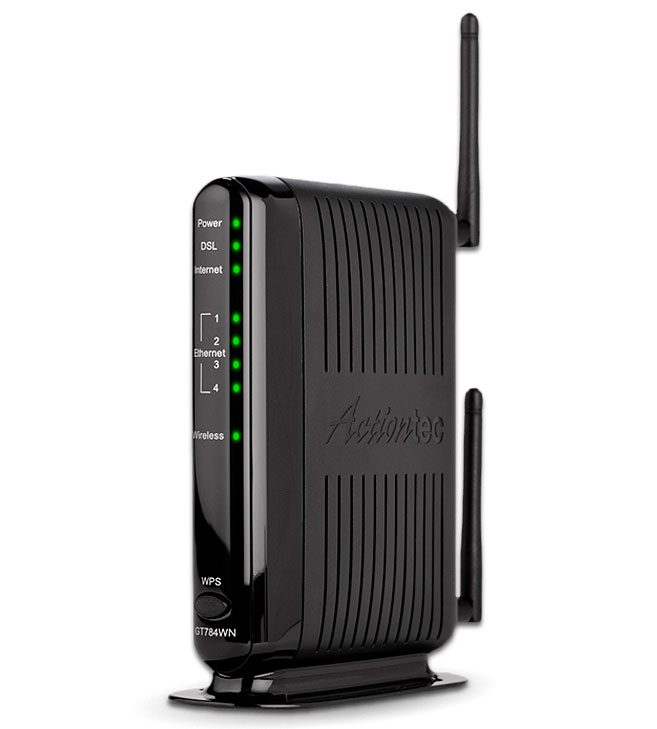 Power
DSL
Internet
1
2
Ethernet
3
4
Wireless
Actiontec
WPS
GT784WN